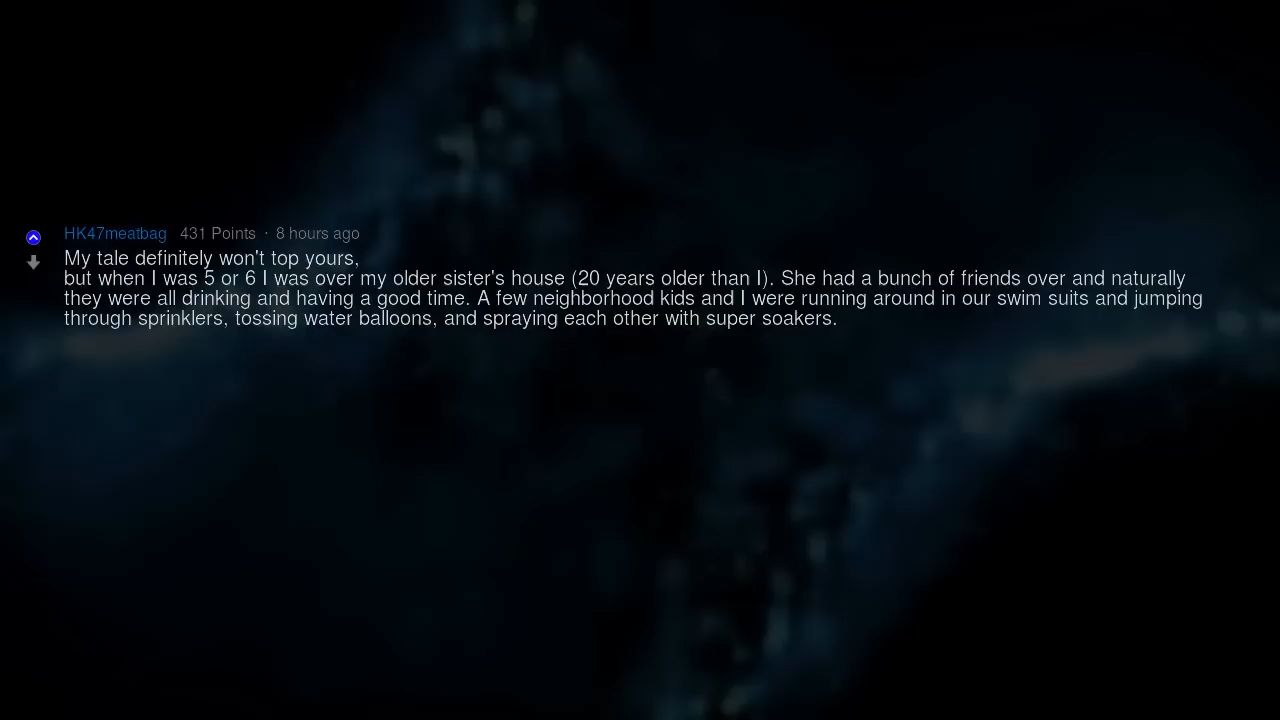 HK47meatbag 431 Points · 8 hours ago
My tale definitely won't top yours,
but when I was 5 or 6 I was over my older sister's house (20 years older than I). She had a bunch of friends over and naturally
they were all drinking and having a good time. A few neighborhood kids and I were running around in our swim suits and jumping
through sprinklers, tossing water balloons, and spraying each other with super soakers.